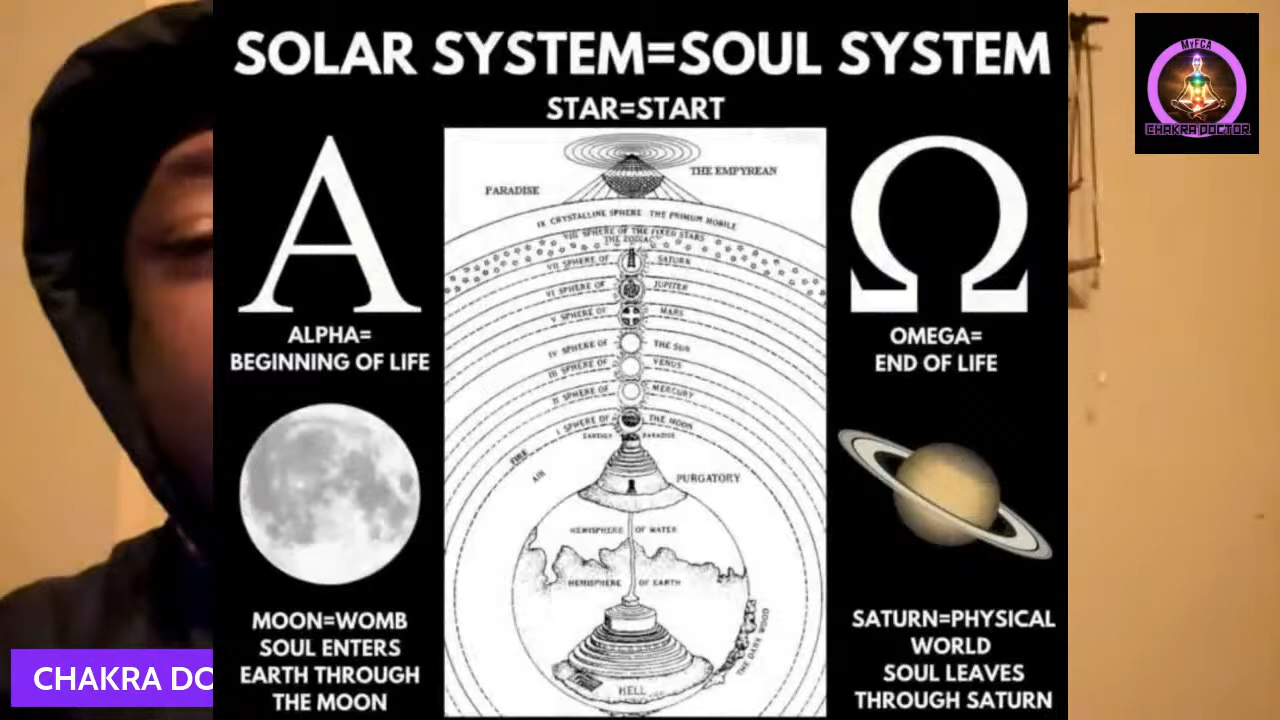 SOLAR SYSTEM=SOUL SYSTEM
STAR=START
MYFCA
CHAKRA DOCTOR
A
ALPHA=
BEGINNING OF LIFE
MOON=WOMB
SOUL ENTERS
EARTH THROUGH
THE MOON
THE EMPYREAN
PARADISE
IX CRYSTALLINE SPHERE THE PRIMUM MOBILE
VIII SPHERE OF THE FIXED STARS
THE ZODIAC
VII SPHERE OF SATURN
VI SPHERE OF JUPITER
V SPHERE OF MARS
IV SPHERE OF THE SUN
III SPHERE OF VENUS
II SPHERE OF MERCURY
I SPHERE OF THE MOON
EARTHLY PARADISE
FIRE
AIR
PURGATORY
HEMISPHERE OF WATER
HEMISPHERE OF EARTH
THE DARK WOOD
HELL
Ω
OMEGA=
END OF LIFE
SATURN=PHYSICAL
WORLD
SOUL LEAVES
THROUGH SATURN
CHAKRA DO